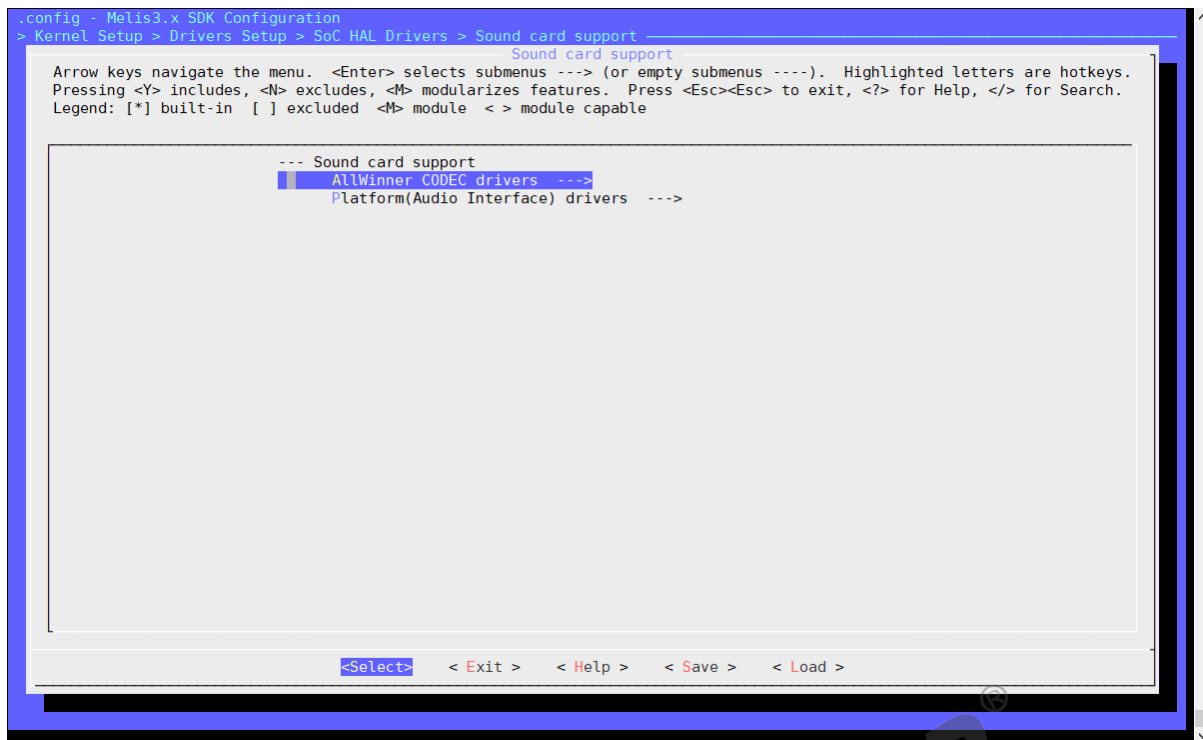 .config - Melis3.x SDK Configuration
> Kernel Setup > Drivers Setup > SoC HAL Drivers > Sound card support
Sound card support
Arrow keys navigate the menu.  <Enter> selects submenus ---> (or empty submenus ----).  Highlighted letters are hotkeys.
Pressing <Y> includes, <N> excludes, <M> modularizes features.  Press <Esc><Esc> to exit, <?> for Help, </> for Search.
Legend: [*] built-in  [ ] excluded  <M> module  < > module capable
--- Sound card support
AllWinner CODEC drivers  --->
Platform(Audio Interface) drivers  --->
<Select>    < Exit >    < Help >    < Save >    < Load >
®